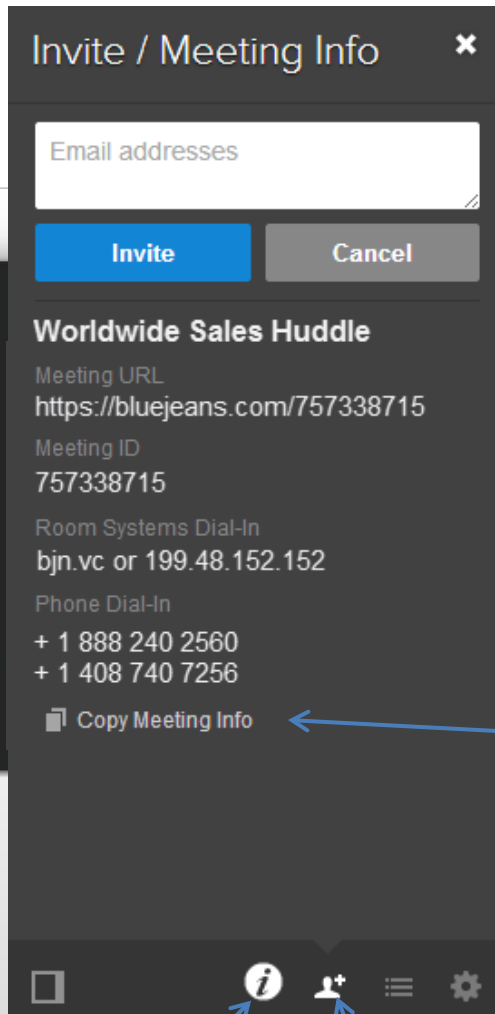 Invite / Meeting Info
Email addresses
Invite Cancel
Worldwide Sales Huddle
Meeting URL
https://bluejeans.com/757338715
Meeting ID
757338715
Room Systems Dial-In
bjn.vc or 199.48.152.152
Phone Dial-In
+ 1 888 240 2560
+ 1 408 740 7256
Copy Meeting Info